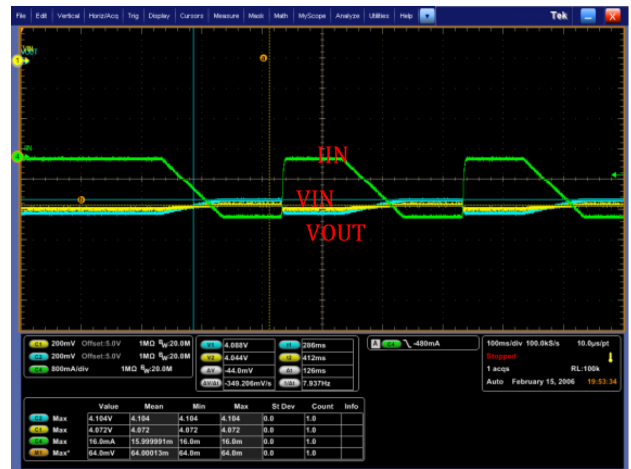 File Edit Vertical Horiz/Acq Trig Display Cursors Measure Mask Math MyScope Analyze Utilities Help Tek
VIN
VOUT
1
a
IIN
4
IIN
VIN
b
VOUT
C1 200mV Offset:5.0V 1MΩ BW:20.0M
C2 200mV Offset:5.0V 1MΩ BW:20.0M
C4 800mA/div 1MΩ BW:20.0M
V1 4.088V t1 286ms
V2 4.044V t2 412ms
ΔV -44.0mV Δt 126ms
ΔV/Δt -349.206mV/s 1/Δt 7.937Hz
A C4 -480mA
100ms/div 100.0kS/s 10.0µs/pt
Stopped
1 acqs RL:100k
Auto February 15, 2006 19:53:34
Value Mean Min Max St Dev Count Info
C2 Max 4.104V 4.104 4.104 4.104 0.0 1.0
C1 Max 4.072V 4.072 4.072 4.072 0.0 1.0
C4 Max 16.0mA 15.999991m 16.0m 16.0m 0.0 1.0
M1 Max* 64.0mV 64.00013m 64.0m 64.0m 0.0 1.0